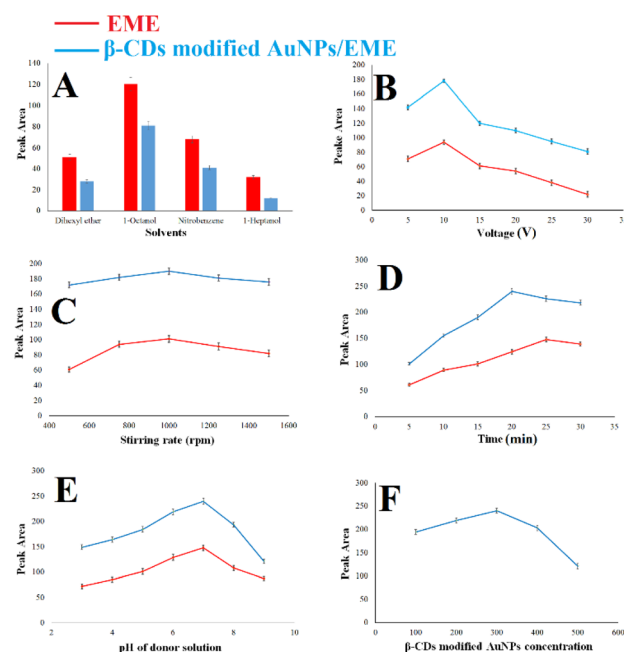 EME
β-CDs modified AuNPs/EME
A
Peak Area
140
120
100
80
60
40
20
0
Dihexyl ether 1-Octanol Nitrobenzene 1-Heptanol
Solvents
B
Peake Area
200
180
160
140
120
100
80
60
40
20
0
0 5 10 15 20 25 30 35
Voltage (V)
C
Peak Area
200
180
160
140
120
100
80
60
40
20
0
400 600 800 1000 1200 1400 1600
Stirring rate (rpm)
D
Peak Area
300
250
200
150
100
50
0
0 5 10 15 20 25 30 35
Time (min)
E
Peak Area
300
250
200
150
100
50
0
2 4 6 8 10
pH of donor solution
F
Peak Area
300
250
200
150
100
50
0
0 100 200 300 400 500 600
β-CDs modified AuNPs concentration